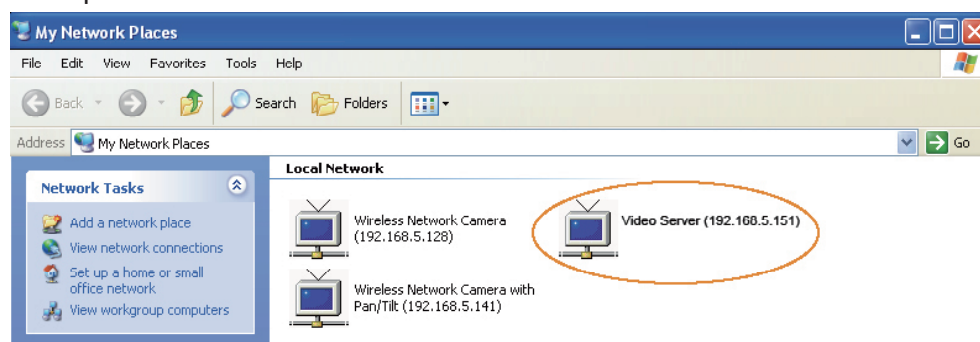 My Network Places
File Edit View Favorites Tools Help
Back Search Folders
Address My Network Places Go
Local Network
Network Tasks
Add a network place
View network connections
Set up a home or small
office network
View workgroup computers
Wireless Network Camera
(192.168.5.128)
Video Server (192.168.5.151)
Wireless Network Camera with
Pan/Tilt (192.168.5.141)